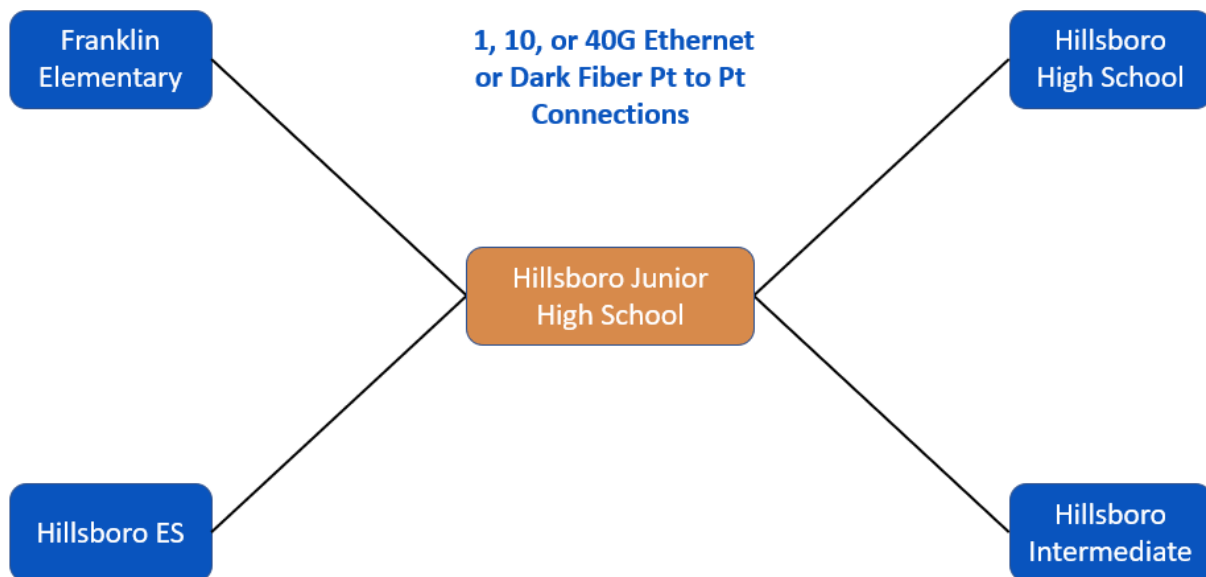 Franklin
Elementary
1, 10, or 40G Ethernet
or Dark Fiber Pt to Pt
Connections
Hillsboro
High School
Hillsboro Junior
High School
Hillsboro ES
Hillsboro
Intermediate